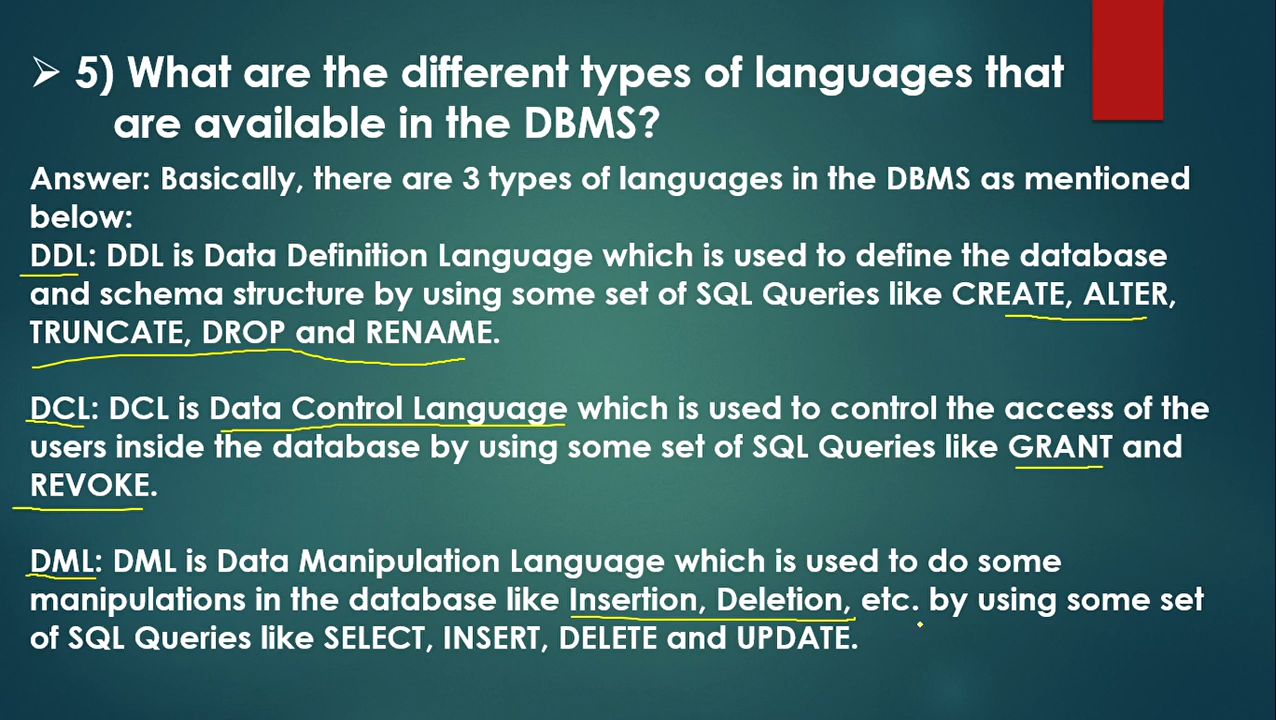 ➢ 5) What are the different types of languages that
are available in the DBMS?
Answer: Basically, there are 3 types of languages in the DBMS as mentioned
below:
DDL: DDL is Data Definition Language which is used to define the database
and schema structure by using some set of SQL Queries like CREATE, ALTER,
TRUNCATE, DROP and RENAME.
DCL: DCL is Data Control Language which is used to control the access of the
users inside the database by using some set of SQL Queries like GRANT and
REVOKE.
DML: DML is Data Manipulation Language which is used to do some
manipulations in the database like Insertion, Deletion, etc. by using some set
of SQL Queries like SELECT, INSERT, DELETE and UPDATE.